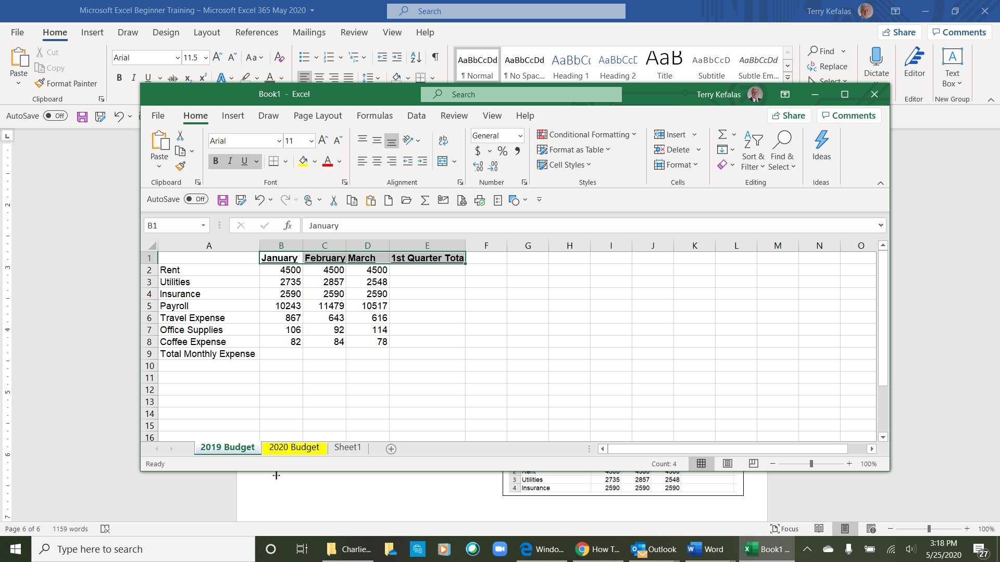 Microsoft Excel Beginner Training – Microsoft Excel 365 May 2020
Search
Terry Kefalas
File Home Insert Draw Design Layout References Mailings Review View Help
Share Comments
Paste
Cut
Copy
Format Painter
Clipboard
Arial 11.5
AaBbCcDd AaBbCcDd AaBbCc AaBbCcD AaB AaBbCcD AaBbCcDd
¶ Normal ¶ No Spac... Heading 1 Heading 2 Title Subtitle Subtle Em...
Find
Replace
Select
Dictate
Editor
Text Box
Editor
New Group
AutoSave Off
Book1 - Excel
Search
Terry Kefalas
File Home Insert Draw Page Layout Formulas Data Review View Help
Share Comments
Paste
Clipboard
Arial 11
B I U
Font
ab
Alignment
General
$ % ,
Number
Conditional Formatting
Format as Table
Cell Styles
Styles
Insert
Delete
Format
Cells
Sort & Filter
Find & Select
Editing
Ideas
Ideas
AutoSave Off
B1
fx
January
A B C D E F G H I J K L M N O
1 January February March 1st Quarter Tota
2 Rent 4500 4500 4500
3 Utilities 2735 2857 2548
4 Insurance 2590 2590 2590
5 Payroll 10243 11479 10517
6 Travel Expense 867 643 616
7 Office Supplies 106 92 114
8 Coffee Expense 82 84 78
9 Total Monthly Expense
10
11
12
13
14
15
16
2019 Budget 2020 Budget Sheet1
Ready
Count: 4
100%
2 Rent 4500 4500 4500
3 Utilities 2735 2857 2548
4 Insurance 2590 2590 2590
Page 6 of 6 1159 words
Focus
100%
Type here to search
Charlie...
Windo...
How T...
Outlook
Word
Book1 ...
3:18 PM
5/25/2020
27